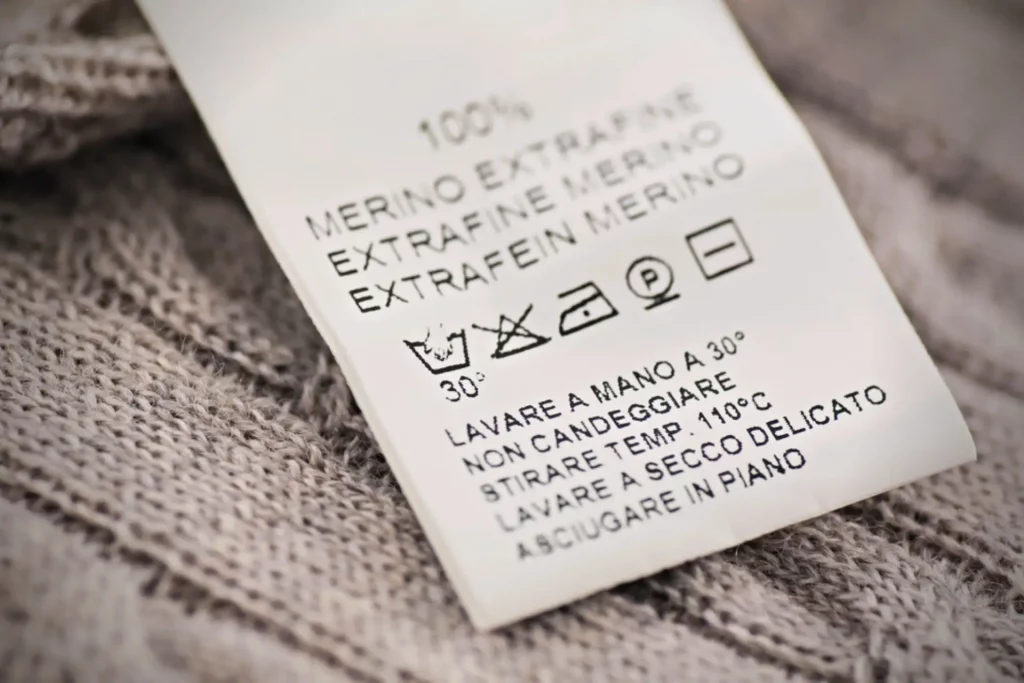 100%
MERINO EXTRAFINE
EXTRAFINE MERINO
EXTRAFEIN MERINO
P
30°
LAVARE A MANO A 30°
NON CANDEGGIARE
STIRARE TEMP. 110°C
LAVARE A SECCO DELICATO
ASCIUGARE IN PIANO